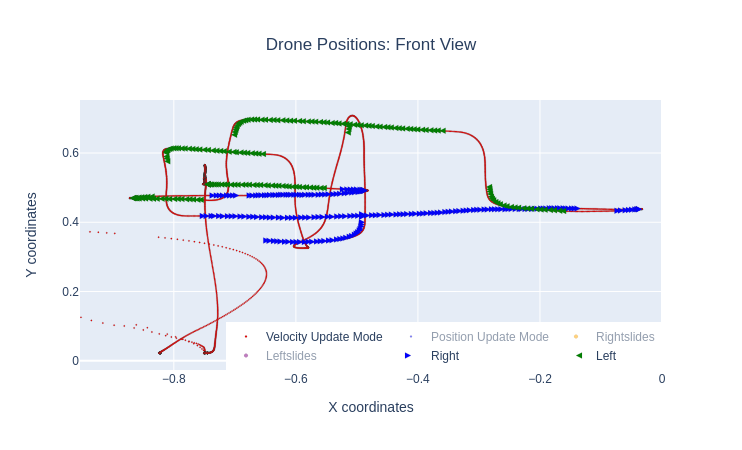 Drone Positions: Front View
Y coordinates
0.6
0.4
0.2
0
−0.8
−0.6
−0.4
−0.2
0
X coordinates
Velocity Update Mode
Position Update Mode
Rightslides
Leftslides
Right
Left